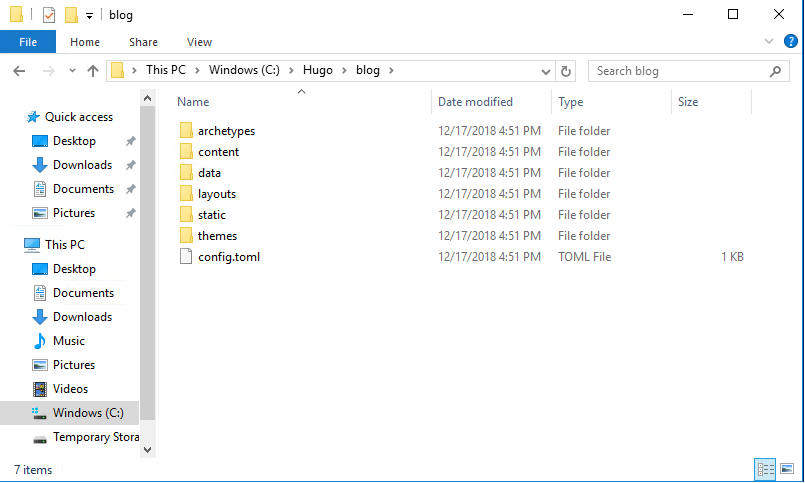 blog
File Home Share View
This PC Windows (C:) Hugo blog Search blog
Name Date modified Type Size
Quick access
Desktop
Downloads
Documents
Pictures
This PC
Desktop
Documents
Downloads
Music
Pictures
Videos
Windows (C:)
Temporary Stora
archetypes 12/17/2018 4:51 PM File folder
content 12/17/2018 4:51 PM File folder
data 12/17/2018 4:51 PM File folder
layouts 12/17/2018 4:51 PM File folder
static 12/17/2018 4:51 PM File folder
themes 12/17/2018 4:51 PM File folder
config.toml 12/17/2018 4:51 PM TOML File 1 KB
7 items